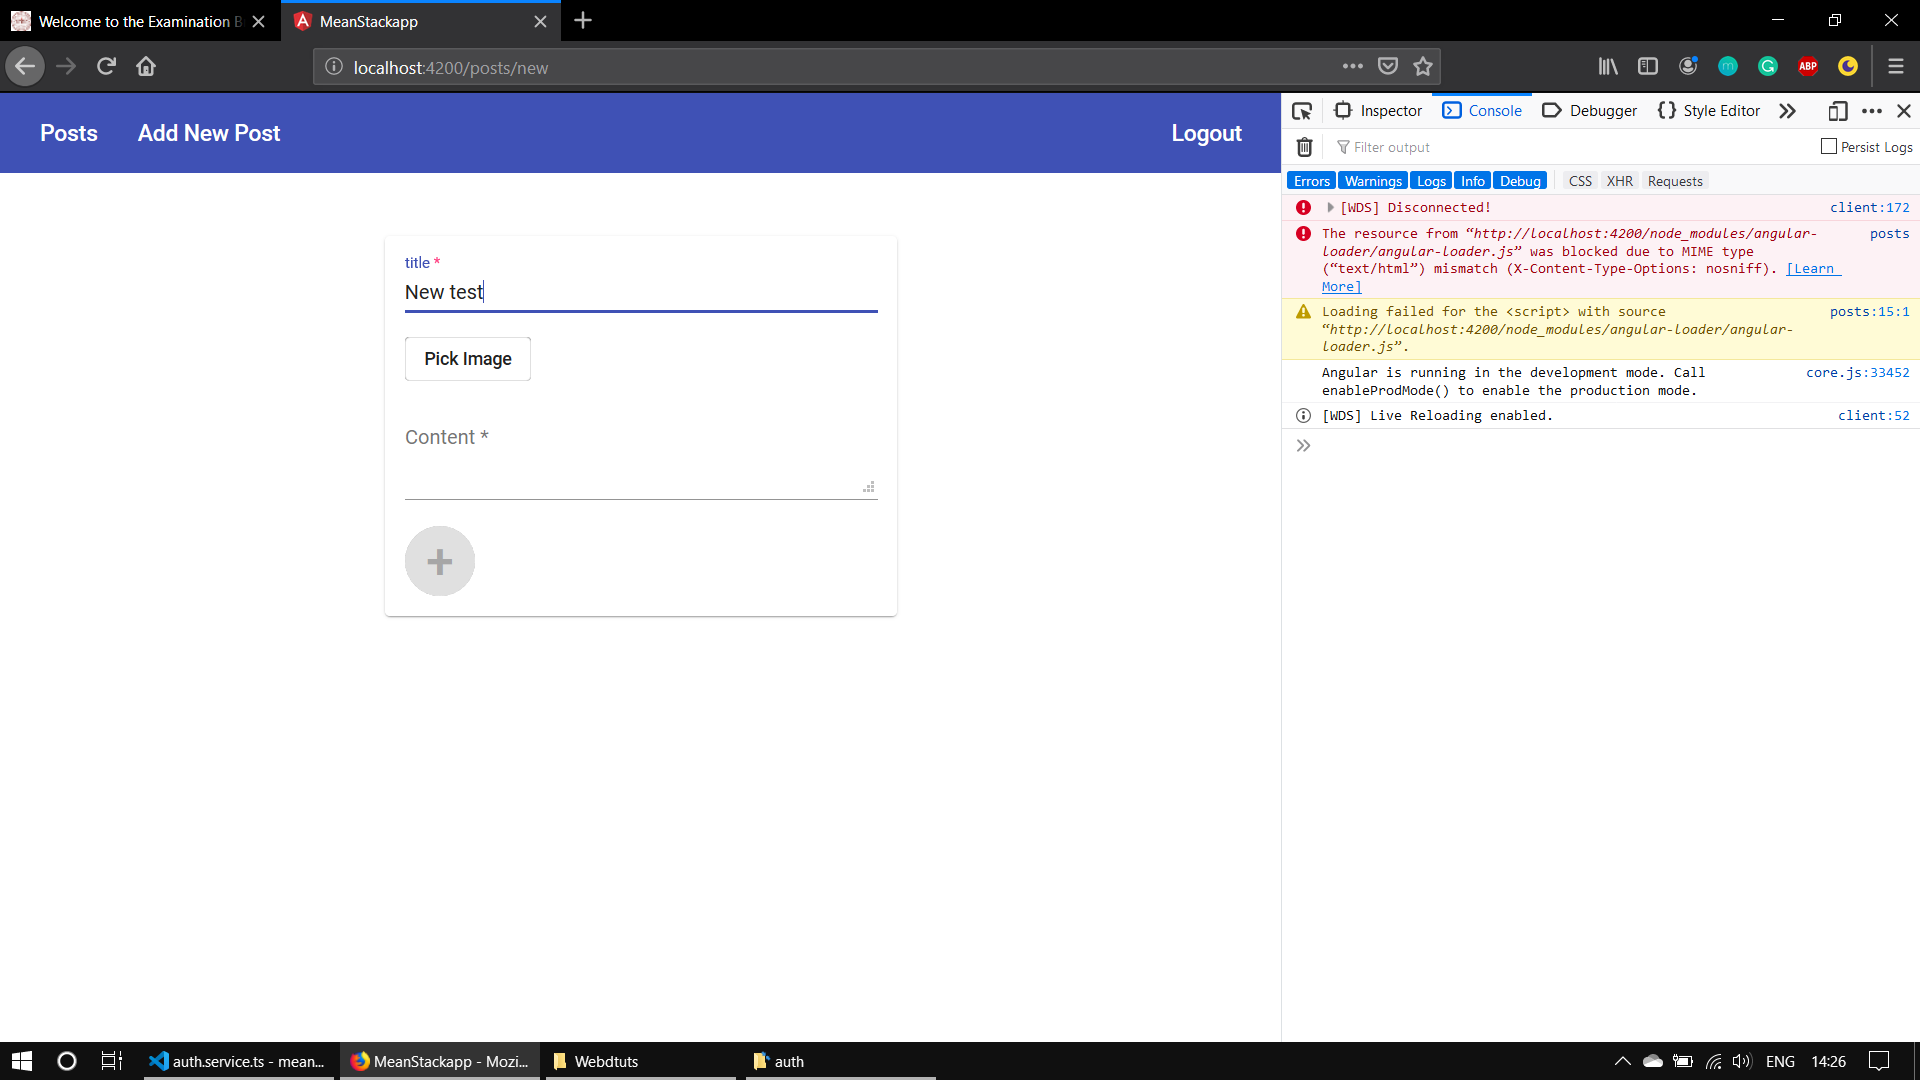 Welcome to the Examination B
MeanStackapp
localhost:4200/posts/new
ABP
Posts
Add New Post
Logout
title *
New test
Pick Image
Content *
Inspector
Console
Debugger
Style Editor
Filter output
Persist Logs
Errors
Warnings
Logs
Info
Debug
CSS
XHR
Requests
[WDS] Disconnected!
client:172
The resource from “http://localhost:4200/node_modules/angular-
posts
loader/angular-loader.js” was blocked due to MIME type
(“text/html”) mismatch (X-Content-Type-Options: nosniff). [Learn
More]
Loading failed for the <script> with source
posts:15:1
“http://localhost:4200/node_modules/angular-loader/angular-
loader.js”.
Angular is running in the development mode. Call
core.js:33452
enableProdMode() to enable the production mode.
[WDS] Live Reloading enabled.
client:52
auth.service.ts - mean...
MeanStackapp - Mozi...
Webdtuts
auth
ENG
14:26